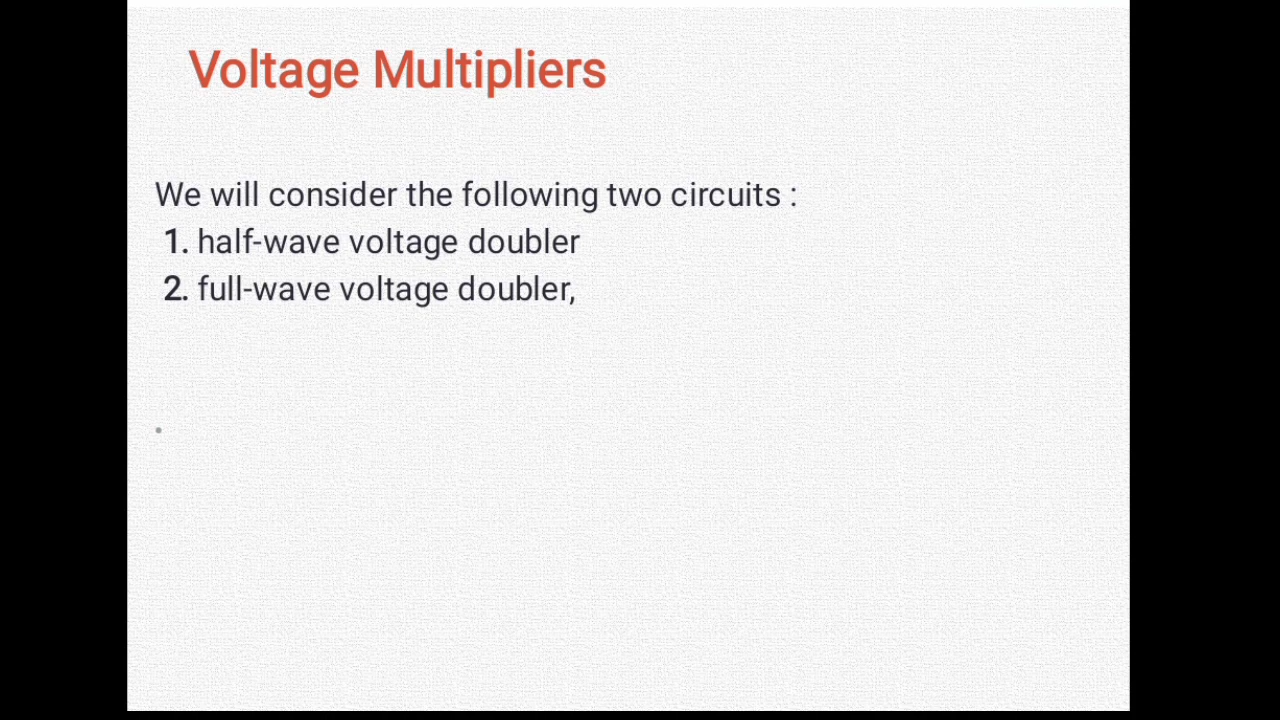 Voltage Multipliers
We will consider the following two circuits :
1. half-wave voltage doubler
2. full-wave voltage doubler,
•